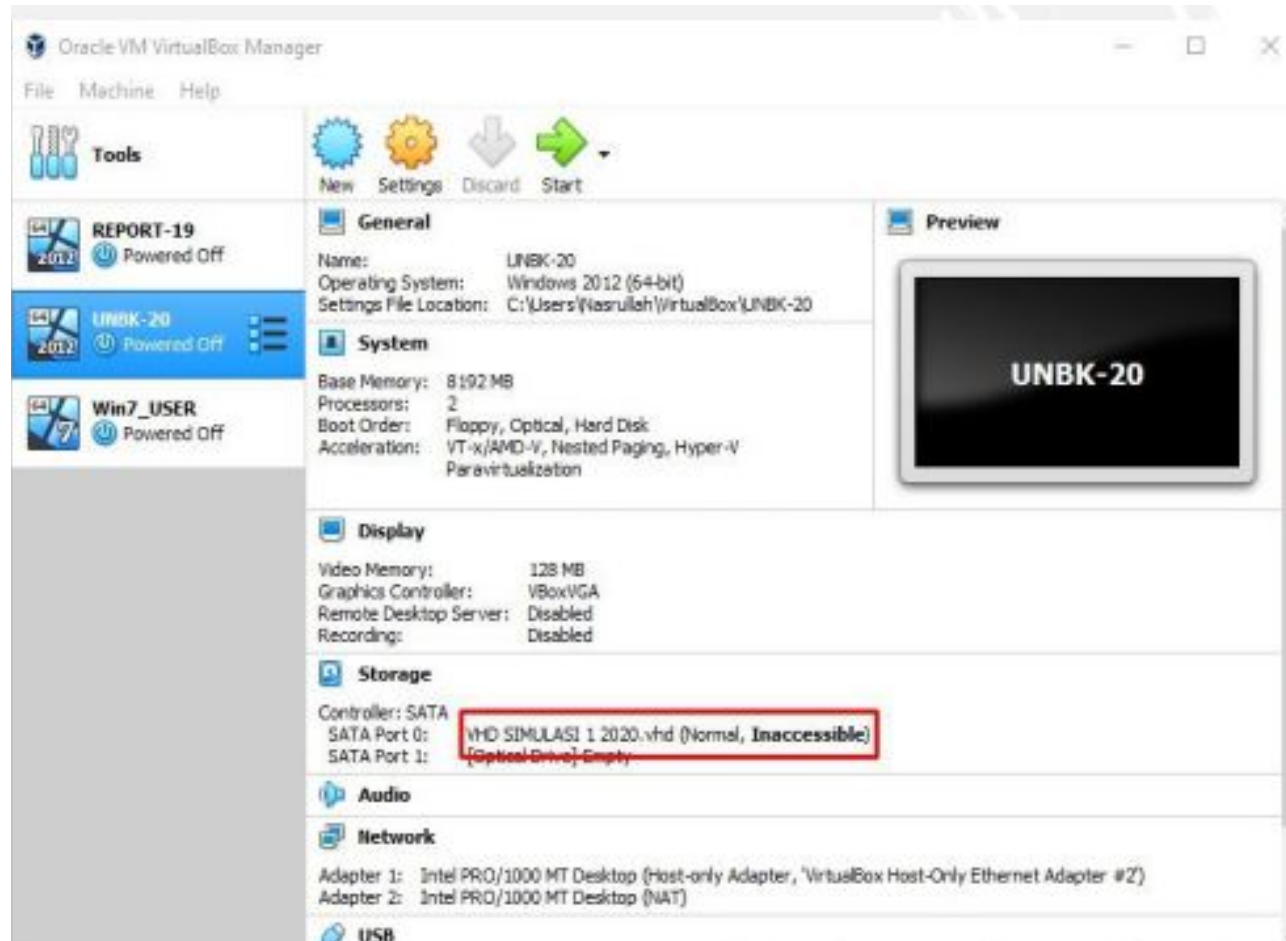 Oracle VM VirtualBox Manager
File Machine Help
Tools
New Settings Discard Start
REPORT-19
Powered Off
UNBK-20
Powered Off
Win7_USER
Powered Off
General
Name: UNBK-20
Operating System: Windows 2012 (64-bit)
Settings File Location: C:\Users\Nasrullah\VirtualBox\UNBK-20
System
Base Memory: 8192 MB
Processors: 2
Boot Order: Floppy, Optical, Hard Disk
Acceleration: VT-x/AMD-V, Nested Paging, Hyper-V
Paravirtualization
Preview
UNBK-20
Display
Video Memory: 128 MB
Graphics Controller: VBoxVGA
Remote Desktop Server: Disabled
Recording: Disabled
Storage
Controller: SATA
SATA Port 0: VHD SIMULASI 1 2020.vhd (Normal, Inaccessible)
SATA Port 1: [Optical Drive] Empty
Audio
Network
Adapter 1: Intel PRO/1000 MT Desktop (Host-only Adapter, 'VirtualBox Host-Only Ethernet Adapter #2')
Adapter 2: Intel PRO/1000 MT Desktop (NAT)
USB
64
2012
64
2012
64
7